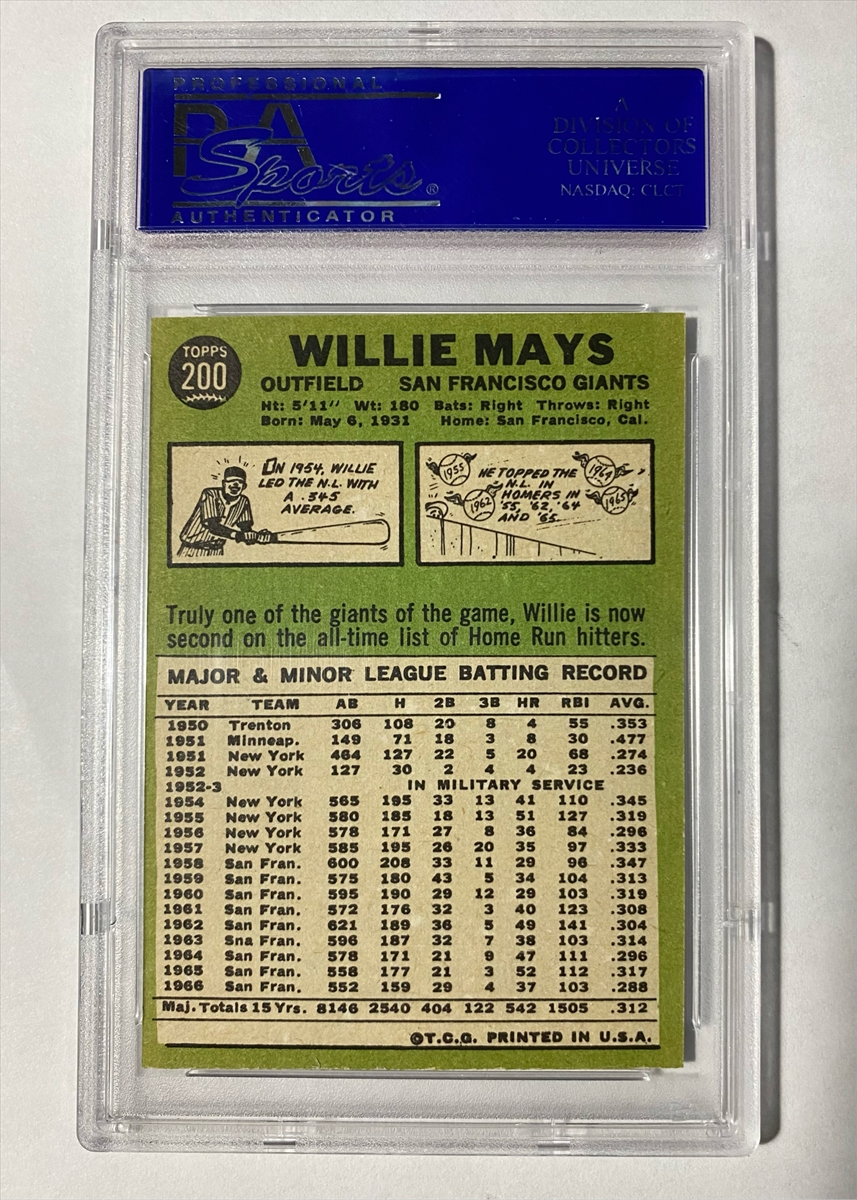 PROFESSIONAL
PSA
Sports®
AUTHENTICATOR
A
DIVISION OF
COLLECTORS
UNIVERSE
NASDAQ: CLCT
TOPPS
200
WILLIE MAYS
OUTFIELD SAN FRANCISCO GIANTS
Ht: 5'11" Wt: 180 Bats: Right Throws: Right
Born: May 6, 1931 Home: San Francisco, Cal.
ON 1954, WILLIE
LED THE N.L. WITH
A .345
AVERAGE.
1955
1962
1964
1965
HE TOPPED THE
N.L. IN
HOMERS IN
'55, '62, '64
AND '65.
Truly one of the giants of the game, Willie is now
second on the all-time list of Home Run hitters.
MAJOR & MINOR LEAGUE BATTING RECORD
YEAR TEAM AB H 2B 3B HR RBI AVG.
1950 Trenton 306 108 20 8 4 55 .353
1951 Minneap. 149 71 18 3 8 30 .477
1951 New York 464 127 22 5 20 68 .274
1952 New York 127 30 2 4 4 23 .236
1952-3 IN MILITARY SERVICE
1954 New York 565 195 33 13 41 110 .345
1955 New York 580 185 18 13 51 127 .319
1956 New York 578 171 27 8 36 84 .296
1957 New York 585 195 26 20 35 97 .333
1958 San Fran. 600 208 33 11 29 96 .347
1959 San Fran. 575 180 43 5 34 104 .313
1960 San Fran. 595 190 29 12 29 103 .319
1961 San Fran. 572 176 32 3 40 123 .308
1962 San Fran. 621 189 36 5 49 141 .304
1963 Sna Fran. 596 187 32 7 38 103 .314
1964 San Fran. 578 171 21 9 47 111 .296
1965 San Fran. 558 177 21 3 52 112 .317
1966 San Fran. 552 159 29 4 37 103 .288
Maj. Totals 15 Yrs. 8146 2540 404 122 542 1505 .312
©T.C.G. PRINTED IN U.S.A.